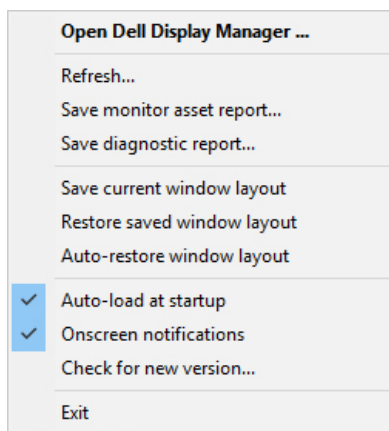 Open Dell Display Manager ...
Refresh...
Save monitor asset report...
Save diagnostic report...
Save current window layout
Restore saved window layout
Auto-restore window layout
Auto-load at startup
Onscreen notifications
Check for new version...
Exit